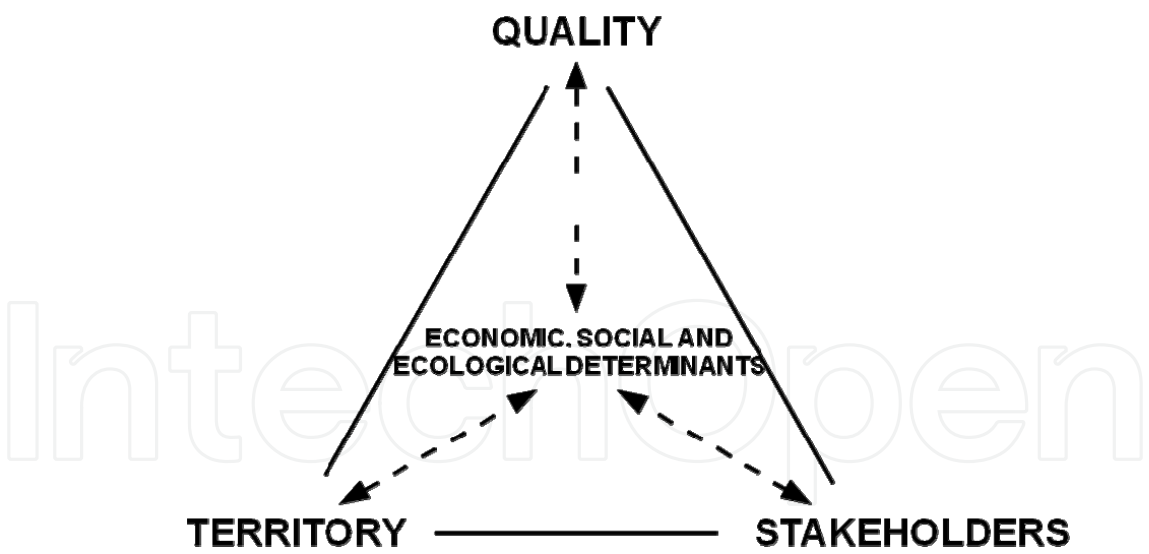 QUALITY
ECONOMIC. SOCIAL AND
ECOLOGICAL DETERMINANTS
IntechOpen
TERRITORY
STAKEHOLDERS